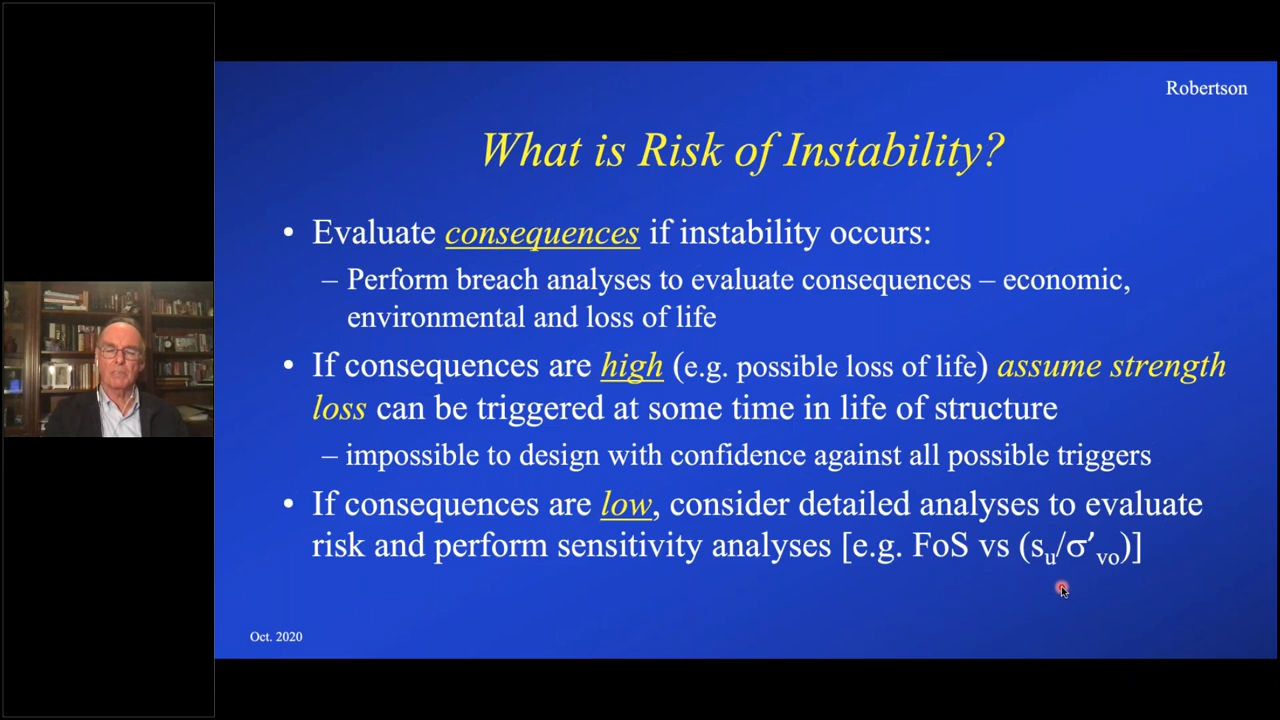 Robertson
What is Risk of Instability?
• Evaluate consequences if instability occurs:
– Perform breach analyses to evaluate consequences – economic,
environmental and loss of life
• If consequences are high (e.g. possible loss of life) assume strength
loss can be triggered at some time in life of structure
– impossible to design with confidence against all possible triggers
• If consequences are low, consider detailed analyses to evaluate
risk and perform sensitivity analyses [e.g. FoS vs (su/σ′vo)]
Oct. 2020